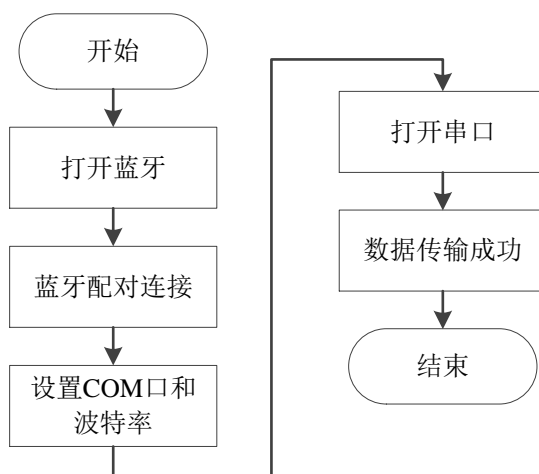 开始
打开蓝牙
蓝牙配对连接
设置COM口和
波特率
打开串口
数据传输成功
结束